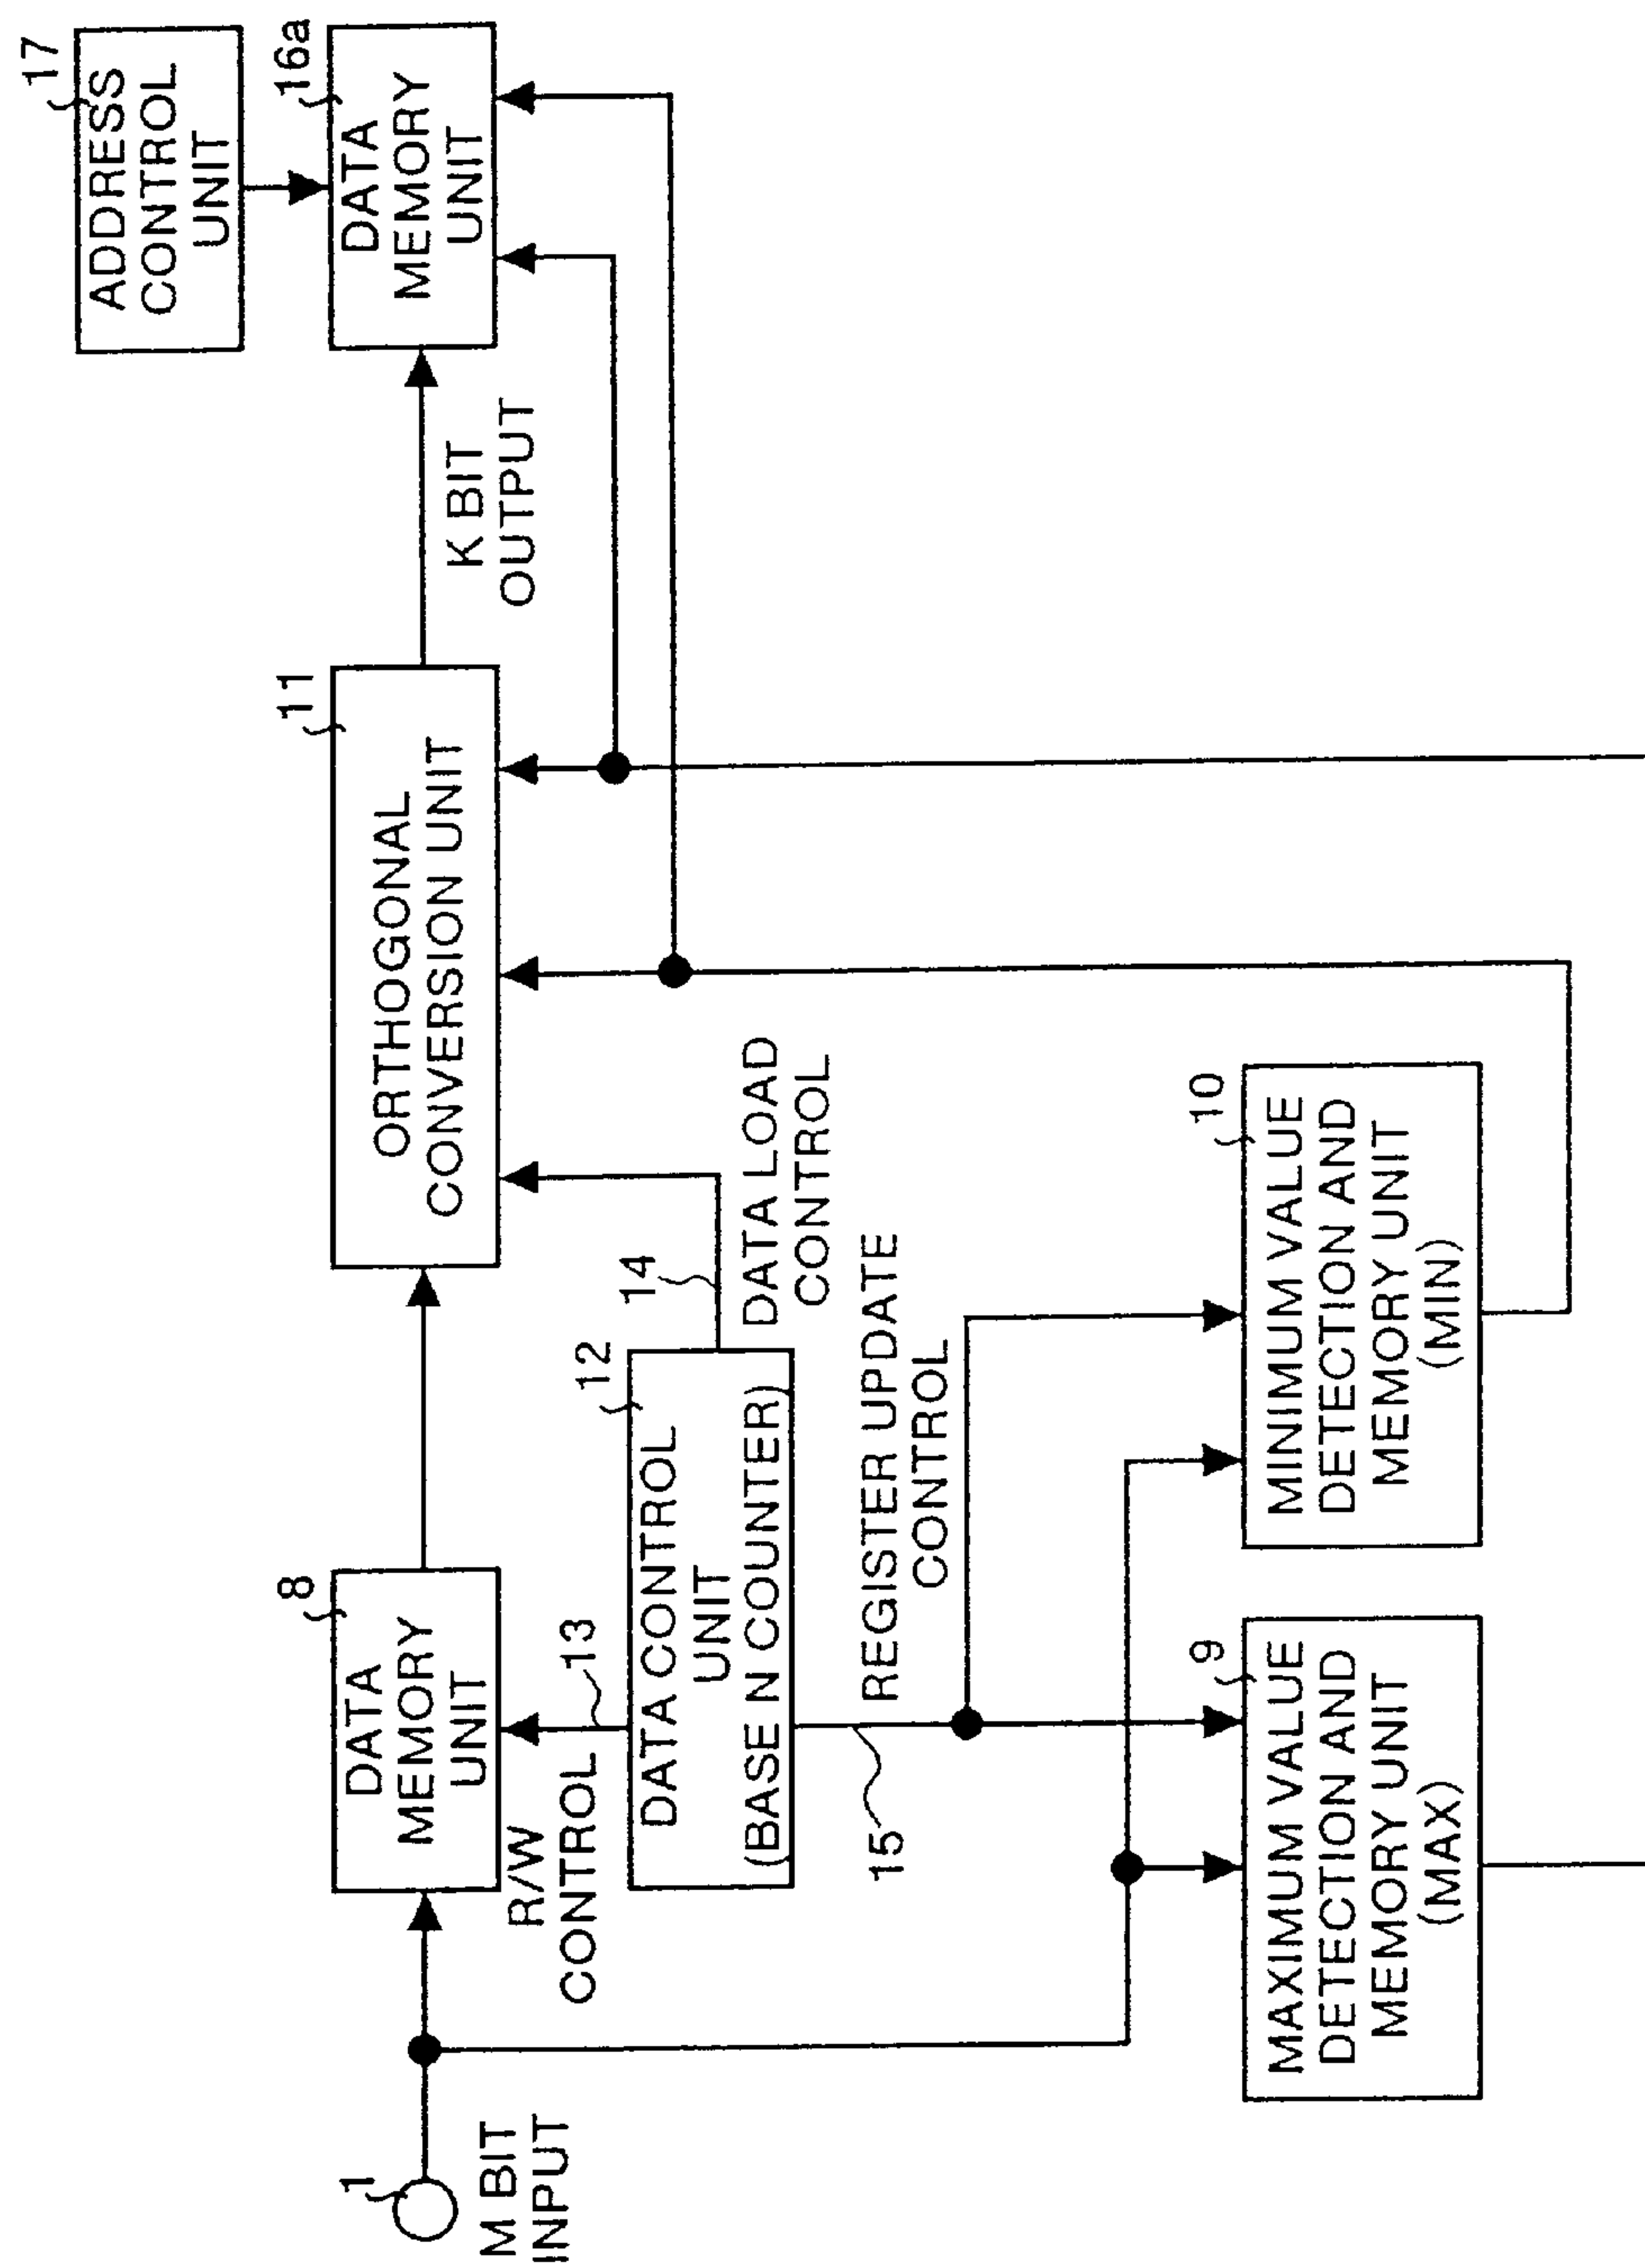 1
M BIT
INPUT
8
DATA
MEMORY
UNIT
R/W
CONTROL
13
12
DATA CONTROL
UNIT
(BASE N COUNTER)
14
DATA LOAD
CONTROL
15
REGISTER UPDATE
CONTROL
9
MAXIMUM VALUE
DETECTION AND
MEMORY UNIT
(MAX)
10
MINIMUM VALUE
DETECTION AND
MEMORY UNIT
(MIN)
11
ORTHOGONAL
CONVERSION UNIT
K BIT
OUTPUT
17
ADDRESS
CONTROL
UNIT
16a
DATA
MEMORY
UNIT